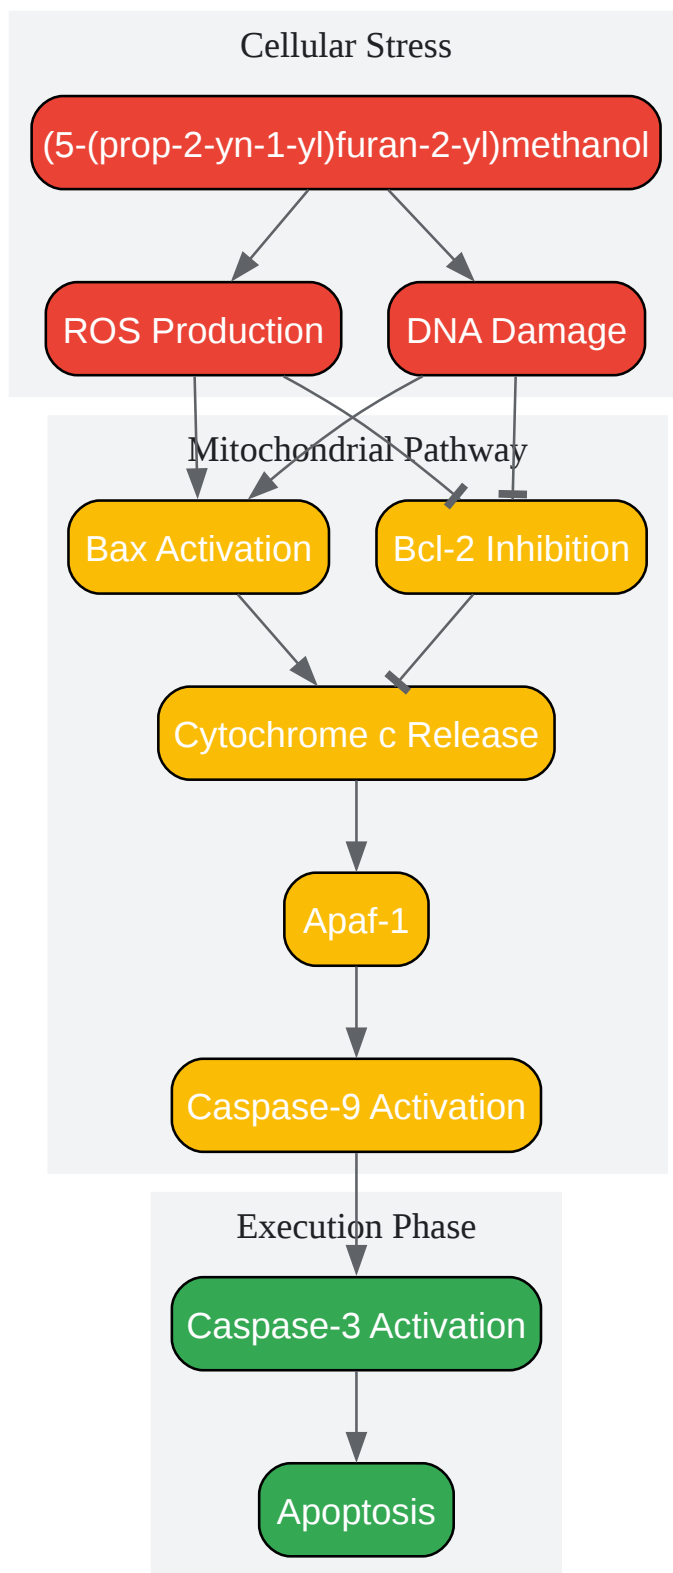 Cellular Stress
(5-(prop-2-yn-1-yl)furan-2-yl)methanol
ROS Production
DNA Damage
Mitochondrial Pathway
Bax Activation
Bcl-2 Inhibition
Cytochrome c Release
Apaf-1
Caspase-9 Activation
Execution Phase
Caspase-3 Activation
Apoptosis